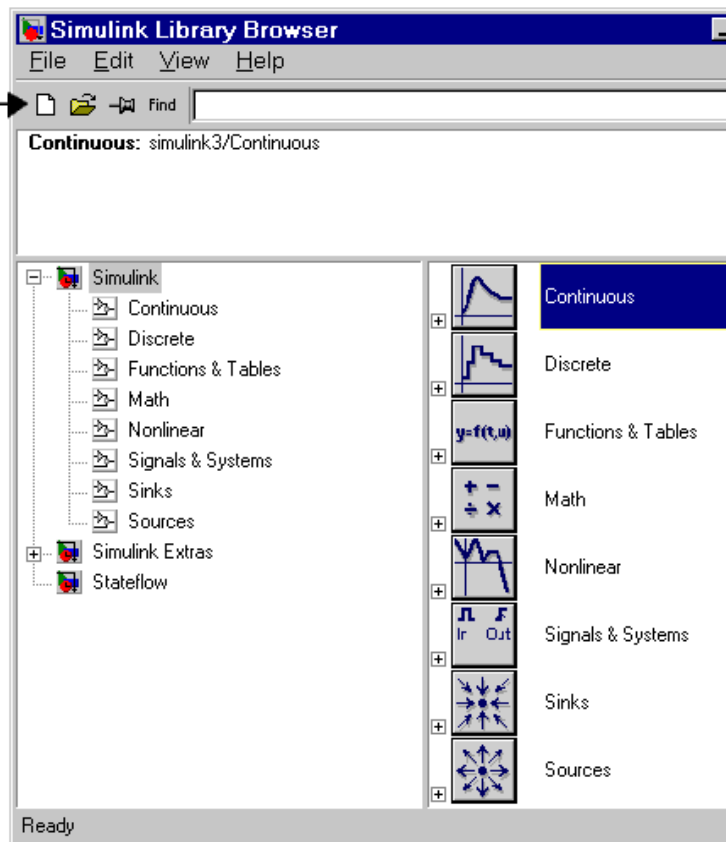 Simulink Library Browser
File Edit View Help
Find
Continuous: simulink3/Continuous
Simulink
Continuous
Discrete
Functions & Tables
Math
Nonlinear
Signals & Systems
Sinks
Sources
Simulink Extras
Stateflow
Continuous
Discrete
y=f(t,u) Functions & Tables
+ - ÷ × Math
Nonlinear
In Out Signals & Systems
Sinks
Sources
Ready